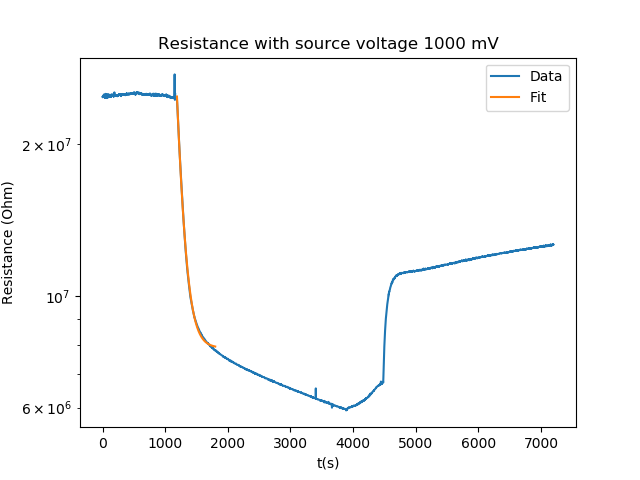 Resistance with source voltage 1000 mV
Data
Fit
2 × 10⁷
10⁷
6 × 10⁶
Resistance (Ohm)
0 1000 2000 3000 4000 5000 6000 7000
t(s)